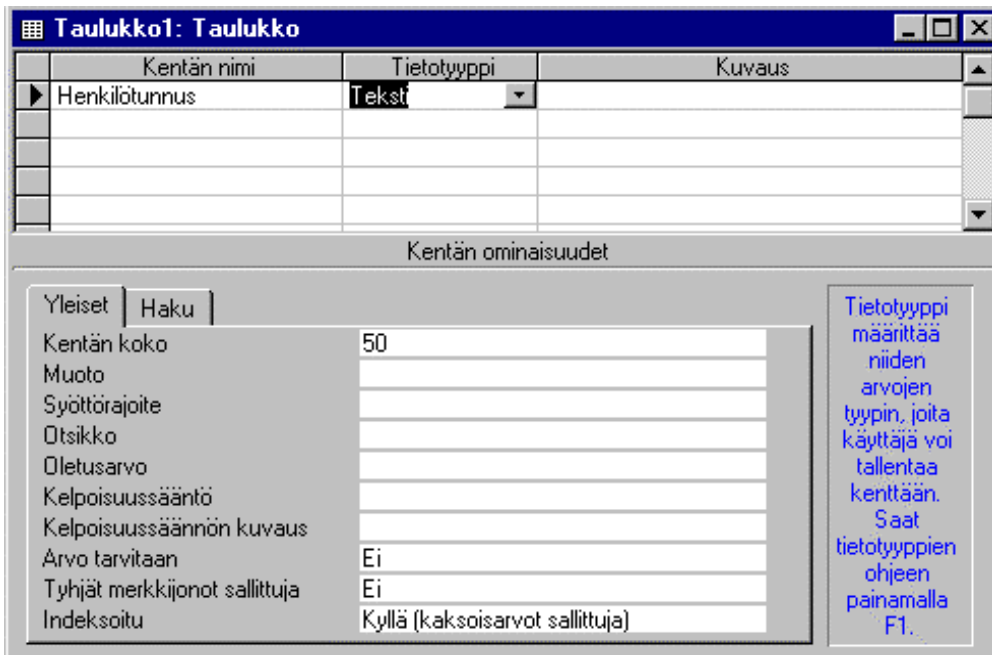 Taulukko1: Taulukko
Kentän nimi Tietotyyppi Kuvaus
Henkilötunnus Teksti
Kentän ominaisuudet
Yleiset Haku
Kentän koko 50
Muoto
Syöttörajoite
Otsikko
Oletusarvo
Kelpoisuussääntö
Kelpoisuussäännön kuvaus
Arvo tarvitaan Ei
Tyhjät merkkijonot sallittuja Ei
Indeksoitu Kyllä (kaksoisarvot sallittuja)
Tietotyyppi
määrittää
niiden
arvojen
tyypin, joita
käyttäjä voi
tallentaa
kenttään.
Saat
tietotyyppien
ohjeen
painamalla
F1.